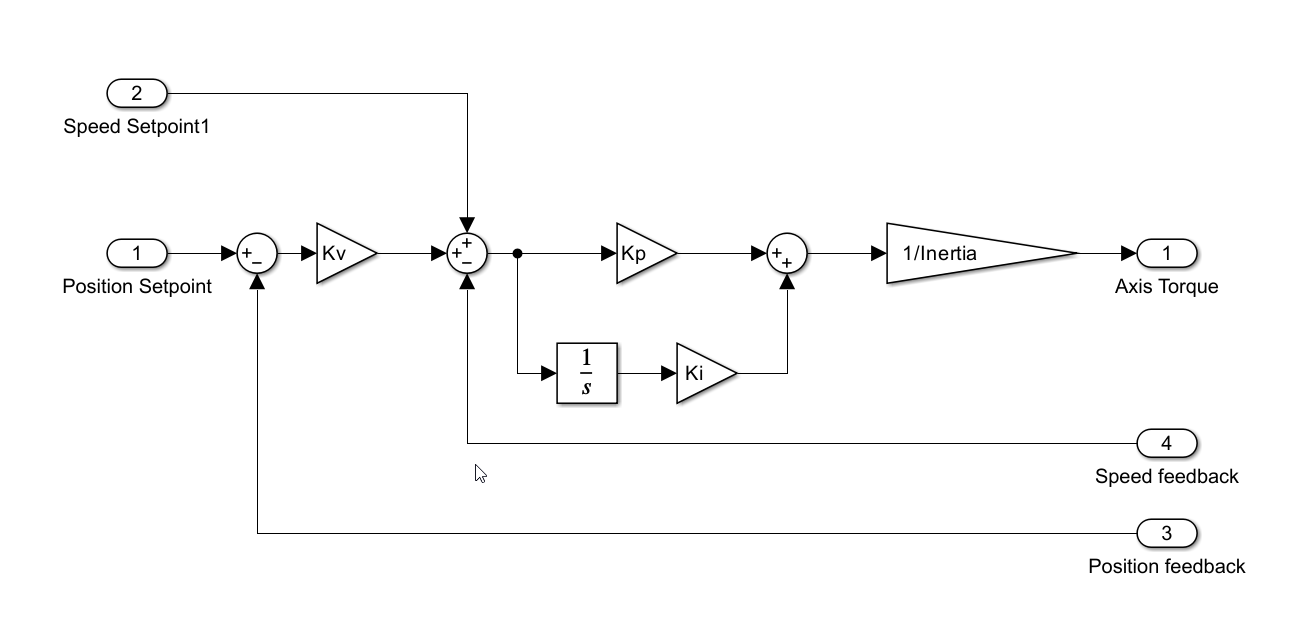 2
Speed Setpoint1
1
Position Setpoint
+
−
Kv
+
+
−
Kp
+
+
1/Inertia
1
Axis Torque
1
s
Ki
4
Speed feedback
3
Position feedback